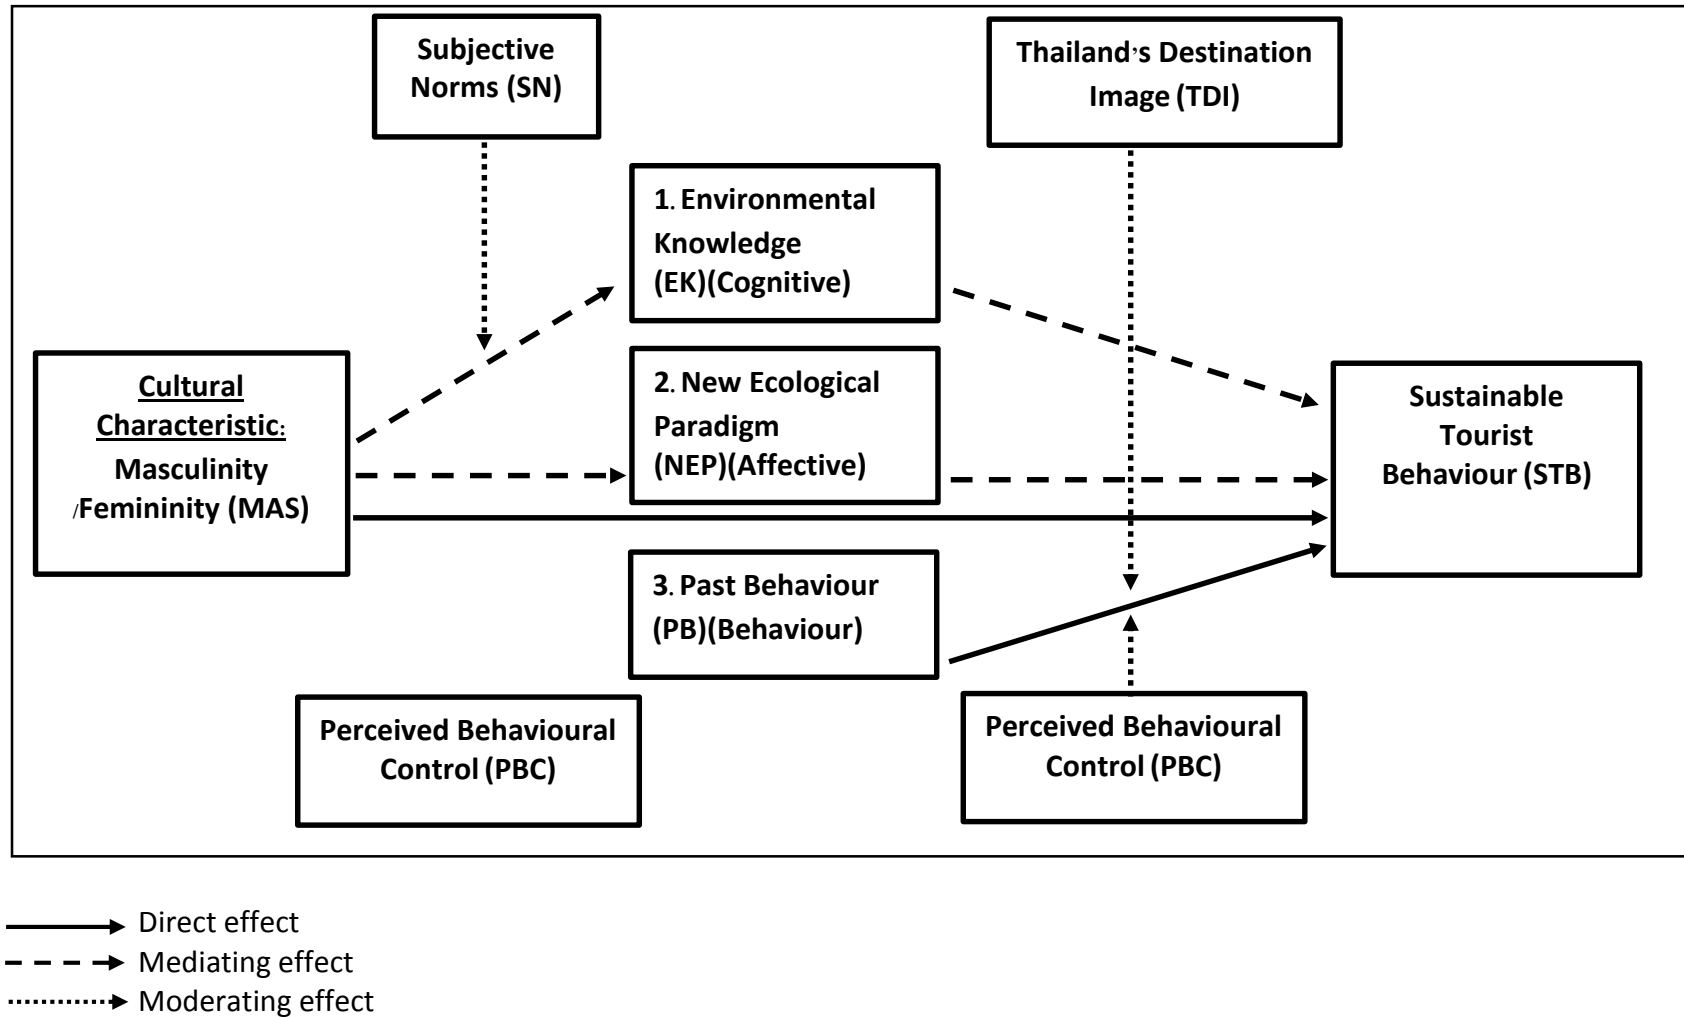 Subjective
Norms (SN)
Thailand's Destination
Image (TDI)
1. Environmental
Knowledge
(EK)(Cognitive)
Cultural
Characteristic:
Masculinity
/Femininity (MAS)
2. New Ecological
Paradigm
(NEP)(Affective)
Sustainable
Tourist
Behaviour (STB)
3. Past Behaviour
(PB)(Behaviour)
Perceived Behavioural
Control (PBC)
Perceived Behavioural
Control (PBC)
Direct effect
Mediating effect
Moderating effect